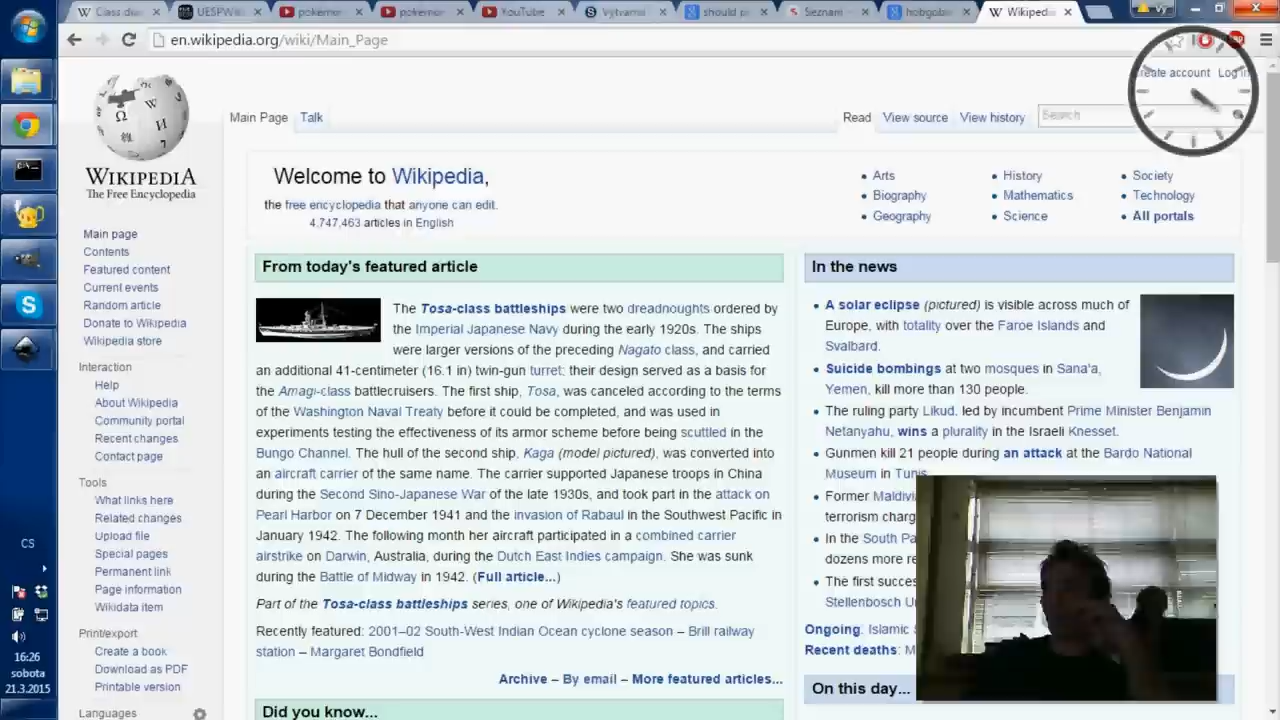 Class dia
UESPWiki
pokemon
pokemon
YouTube
Vytvarna
should p
Seznam
hobgobl
Wikipedi
en.wikipedia.org/wiki/Main_Page
Create account Log in
Main Page Talk
Read View source View history
Search
WIKIPEDIA
The Free Encyclopedia
Main page
Contents
Featured content
Current events
Random article
Donate to Wikipedia
Wikipedia store
Interaction
Help
About Wikipedia
Community portal
Recent changes
Contact page
Tools
What links here
Related changes
Upload file
Special pages
Permanent link
Page information
Wikidata item
Print/export
Create a book
Download as PDF
Printable version
Languages
Welcome to Wikipedia,
the free encyclopedia that anyone can edit.
4,747,463 articles in English
Arts
Biography
Geography
History
Mathematics
Science
Society
Technology
All portals
From today's featured article
The Tosa-class battleships were two dreadnoughts ordered by
the Imperial Japanese Navy during the early 1920s. The ships
were larger versions of the preceding Nagato class, and carried
an additional 41-centimeter (16.1 in) twin-gun turret; their design served as a basis for
the Amagi-class battlecruisers. The first ship, Tosa, was canceled according to the terms
of the Washington Naval Treaty before it could be completed, and was used in
experiments testing the effectiveness of its armor scheme before being scuttled in the
Bungo Channel. The hull of the second ship, Kaga (model pictured), was converted into
an aircraft carrier of the same name. The carrier supported Japanese troops in China
during the Second Sino-Japanese War of the late 1930s, and took part in the attack on
Pearl Harbor on 7 December 1941 and the invasion of Rabaul in the Southwest Pacific in
January 1942. The following month her aircraft participated in a combined carrier
airstrike on Darwin, Australia, during the Dutch East Indies campaign. She was sunk
during the Battle of Midway in 1942. (Full article...)
Part of the Tosa-class battleships series, one of Wikipedia's featured topics.
Recently featured: 2001–02 South-West Indian Ocean cyclone season – Brill railway
station – Margaret Bondfield
Archive – By email – More featured articles...
Did you know...
In the news
A solar eclipse (pictured) is visible across much of
Europe, with totality over the Faroe Islands and
Svalbard.
Suicide bombings at two mosques in Sana'a,
Yemen, kill more than 130 people.
The ruling party Likud, led by incumbent Prime Minister Benjamin
Netanyahu, wins a plurality in the Israeli Knesset.
Gunmen kill 21 people during an attack at the Bardo National
Museum in Tunis.
Former Maldivi
terrorism charg
In the South Pa
dozens more re
The first succes
Stellenbosch U
Ongoing: Islamic S
Recent deaths: M
On this day...
CS
16:26
sobota
21.3.2015